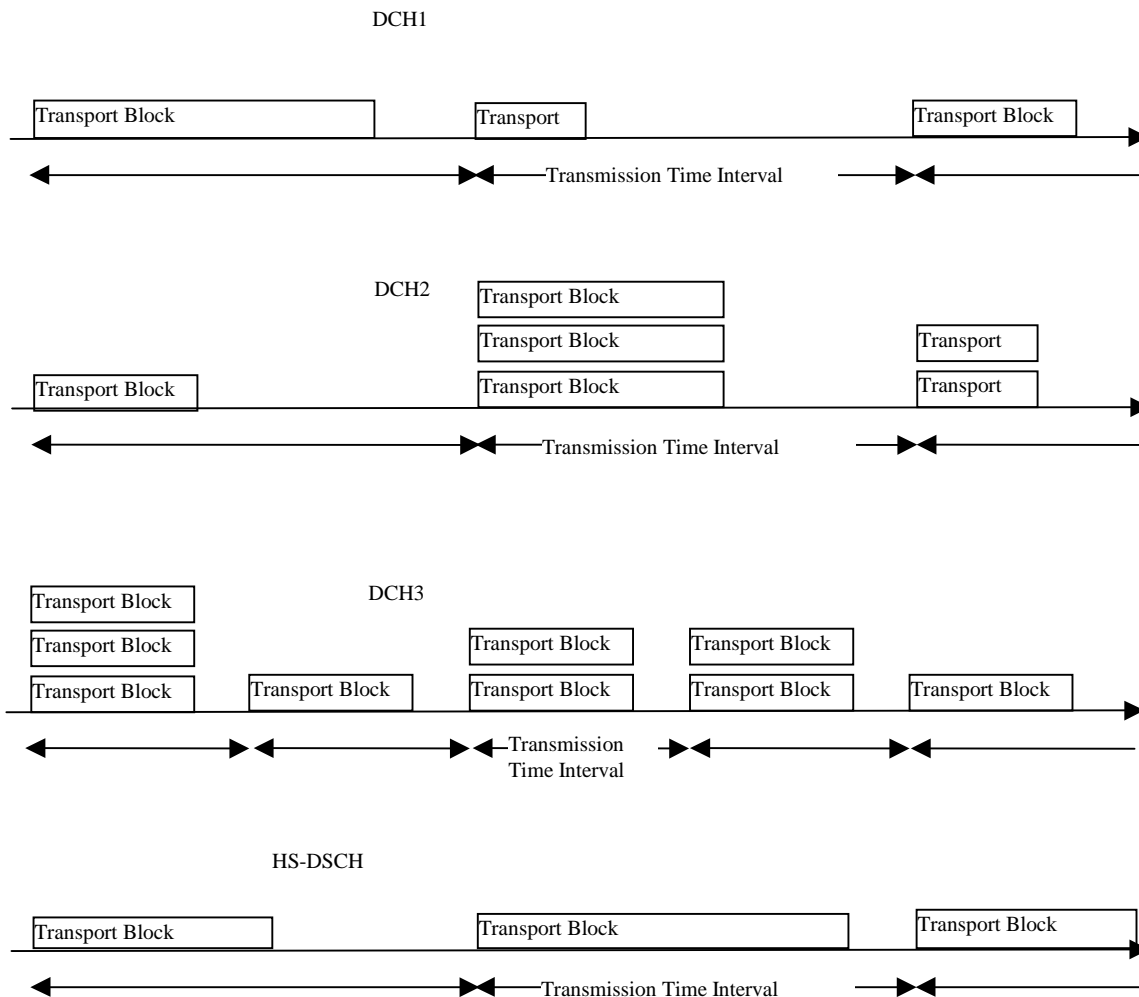 DCH1
Transport Block
Transport
Transport Block
Transmission Time Interval
DCH2
Transport Block
Transport Block
Transport
Transport Block
Transport Block
Transport
Transmission Time Interval
DCH3
Transport Block
Transport Block
Transport Block
Transport Block
Transport Block
Transport Block
Transport Block
Transport Block
Transport Block
Transmission
Time Interval
HS-DSCH
Transport Block
Transport Block
Transport Block
Transmission Time Interval